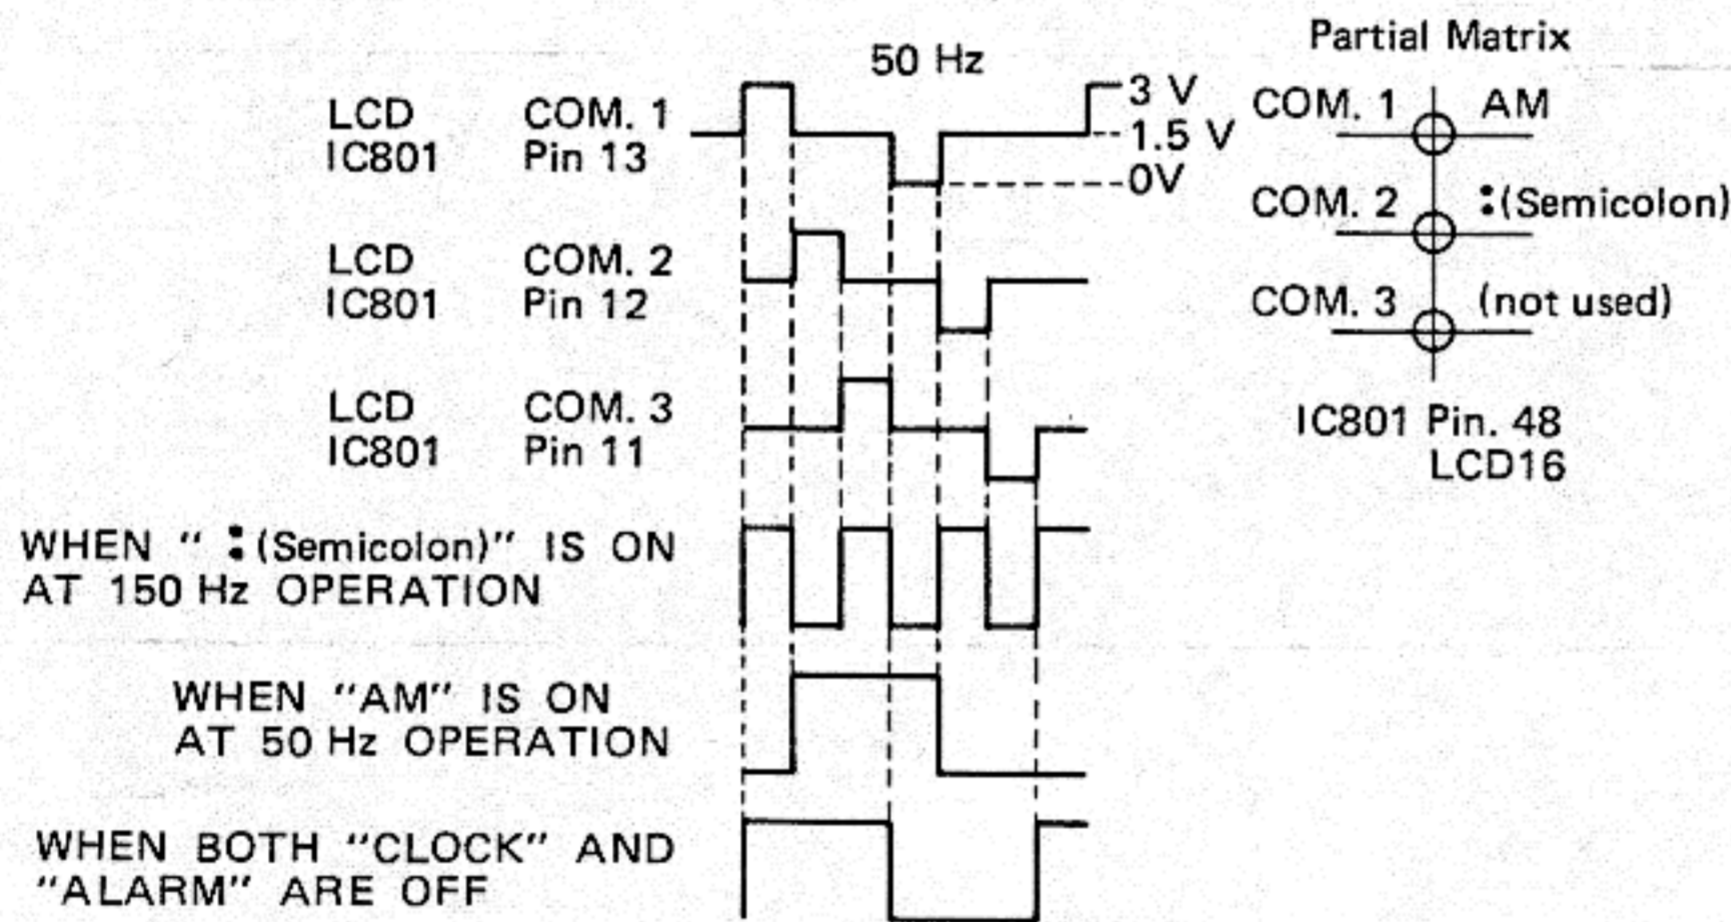 50 Hz
3 V
1.5 V
0V
LCD COM. 1
IC801 Pin 13
LCD COM. 2
IC801 Pin 12
LCD COM. 3
IC801 Pin 11
WHEN " : (Semicolon)" IS ON
AT 150 Hz OPERATION
WHEN "AM" IS ON
AT 50 Hz OPERATION
WHEN BOTH "CLOCK" AND
"ALARM" ARE OFF
Partial Matrix
COM. 1 AM
COM. 2 :(Semicolon)
COM. 3 (not used)
IC801 Pin. 48
LCD16